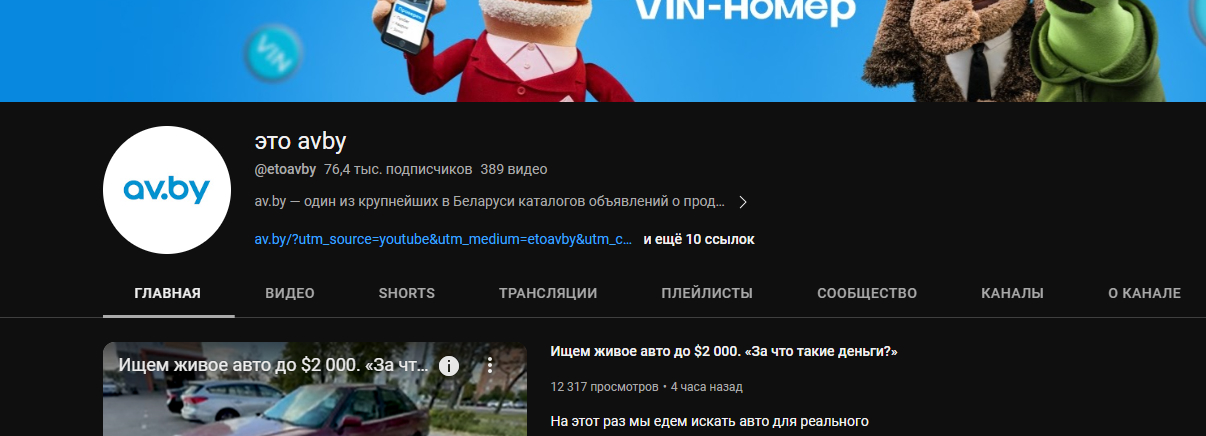 VIN-номер
VIN
это avby
av.by
@etoavby 76,4 тыс. подписчиков 389 видео
av.by — один из крупнейших в Беларуси каталогов объявлений о прод...
av.by/?utm_source=youtube&utm_medium=etoavby&utm_c... и ещё 10 ссылок
ГЛАВНАЯ ВИДЕО SHORTS ТРАНСЛЯЦИИ ПЛЕЙЛИСТЫ СООБЩЕСТВО КАНАЛЫ О КАНАЛЕ
Ищем живое авто до $2 000. «За чт...
Ищем живое авто до $2 000. «За что такие деньги?»
12 317 просмотров • 4 часа назад
На этот раз мы едем искать авто для реального